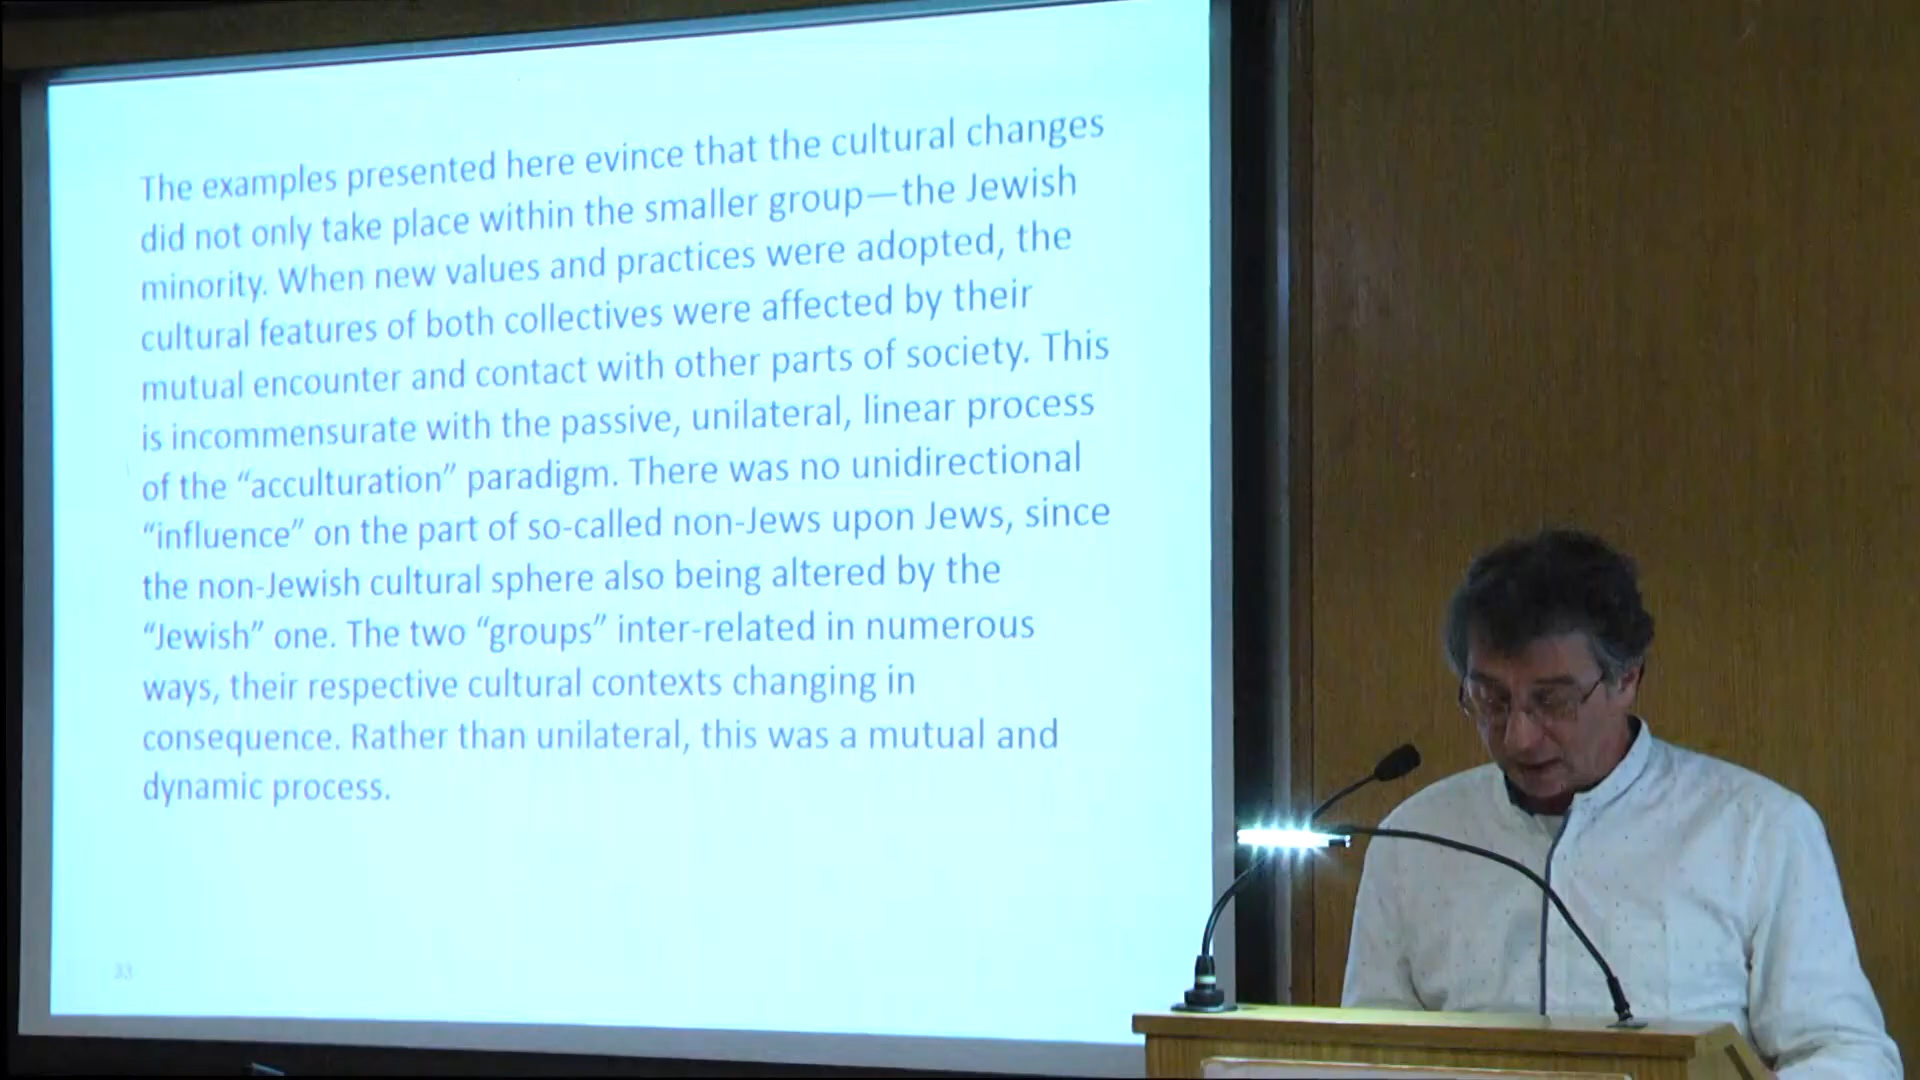 The examples presented here evince that the cultural changes
did not only take place within the smaller group—the Jewish
minority. When new values and practices were adopted, the
cultural features of both collectives were affected by their
mutual encounter and contact with other parts of society. This
is incommensurate with the passive, unilateral, linear process
of the “acculturation” paradigm. There was no unidirectional
“influence” on the part of so-called non-Jews upon Jews, since
the non-Jewish cultural sphere also being altered by the
“Jewish” one. The two “groups” inter-related in numerous
ways, their respective cultural contexts changing in
consequence. Rather than unilateral, this was a mutual and
dynamic process.
33